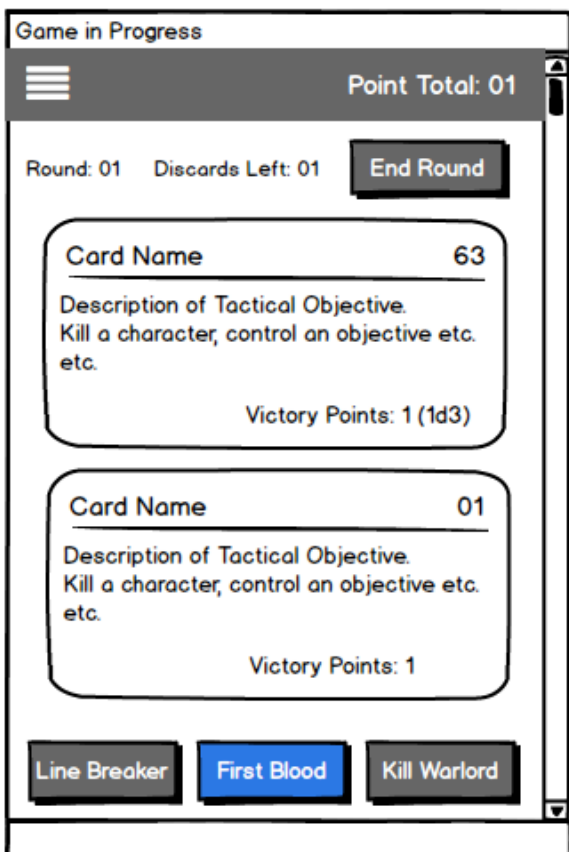 Game in Progress
Point Total: 01
Round: 01 Discards Left: 01 End Round
Card Name 63
Description of Tactical Objective.
Kill a character, control an objective etc.
etc.
Victory Points: 1 (1d3)
Card Name 01
Description of Tactical Objective.
Kill a character, control an objective etc.
etc.
Victory Points: 1
Line Breaker First Blood Kill Warlord